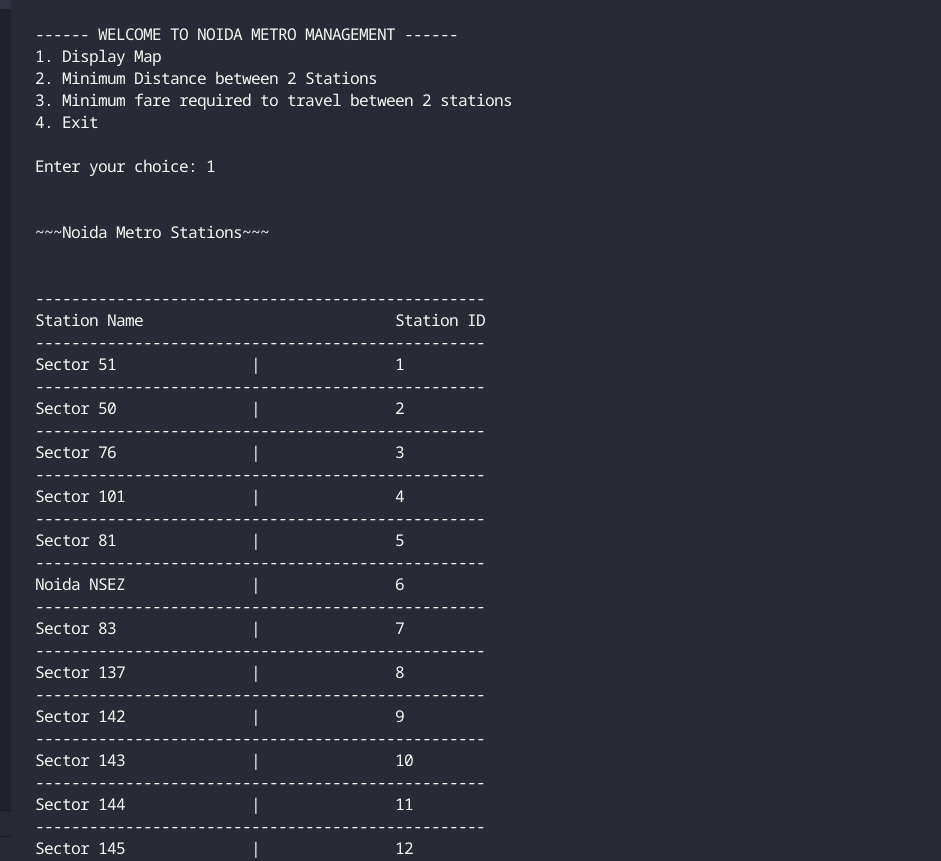 ------ WELCOME TO NOIDA METRO MANAGEMENT ------
1. Display Map
2. Minimum Distance between 2 Stations
3. Minimum fare required to travel between 2 stations
4. Exit
Enter your choice: 1
~~~Noida Metro Stations~~~
--------------------------------------------------
Station Name                            Station ID
--------------------------------------------------
Sector 51               |               1
--------------------------------------------------
Sector 50               |               2
--------------------------------------------------
Sector 76               |               3
--------------------------------------------------
Sector 101              |               4
--------------------------------------------------
Sector 81               |               5
--------------------------------------------------
Noida NSEZ              |               6
--------------------------------------------------
Sector 83               |               7
--------------------------------------------------
Sector 137              |               8
--------------------------------------------------
Sector 142              |               9
--------------------------------------------------
Sector 143              |               10
--------------------------------------------------
Sector 144              |               11
--------------------------------------------------
Sector 145              |               12